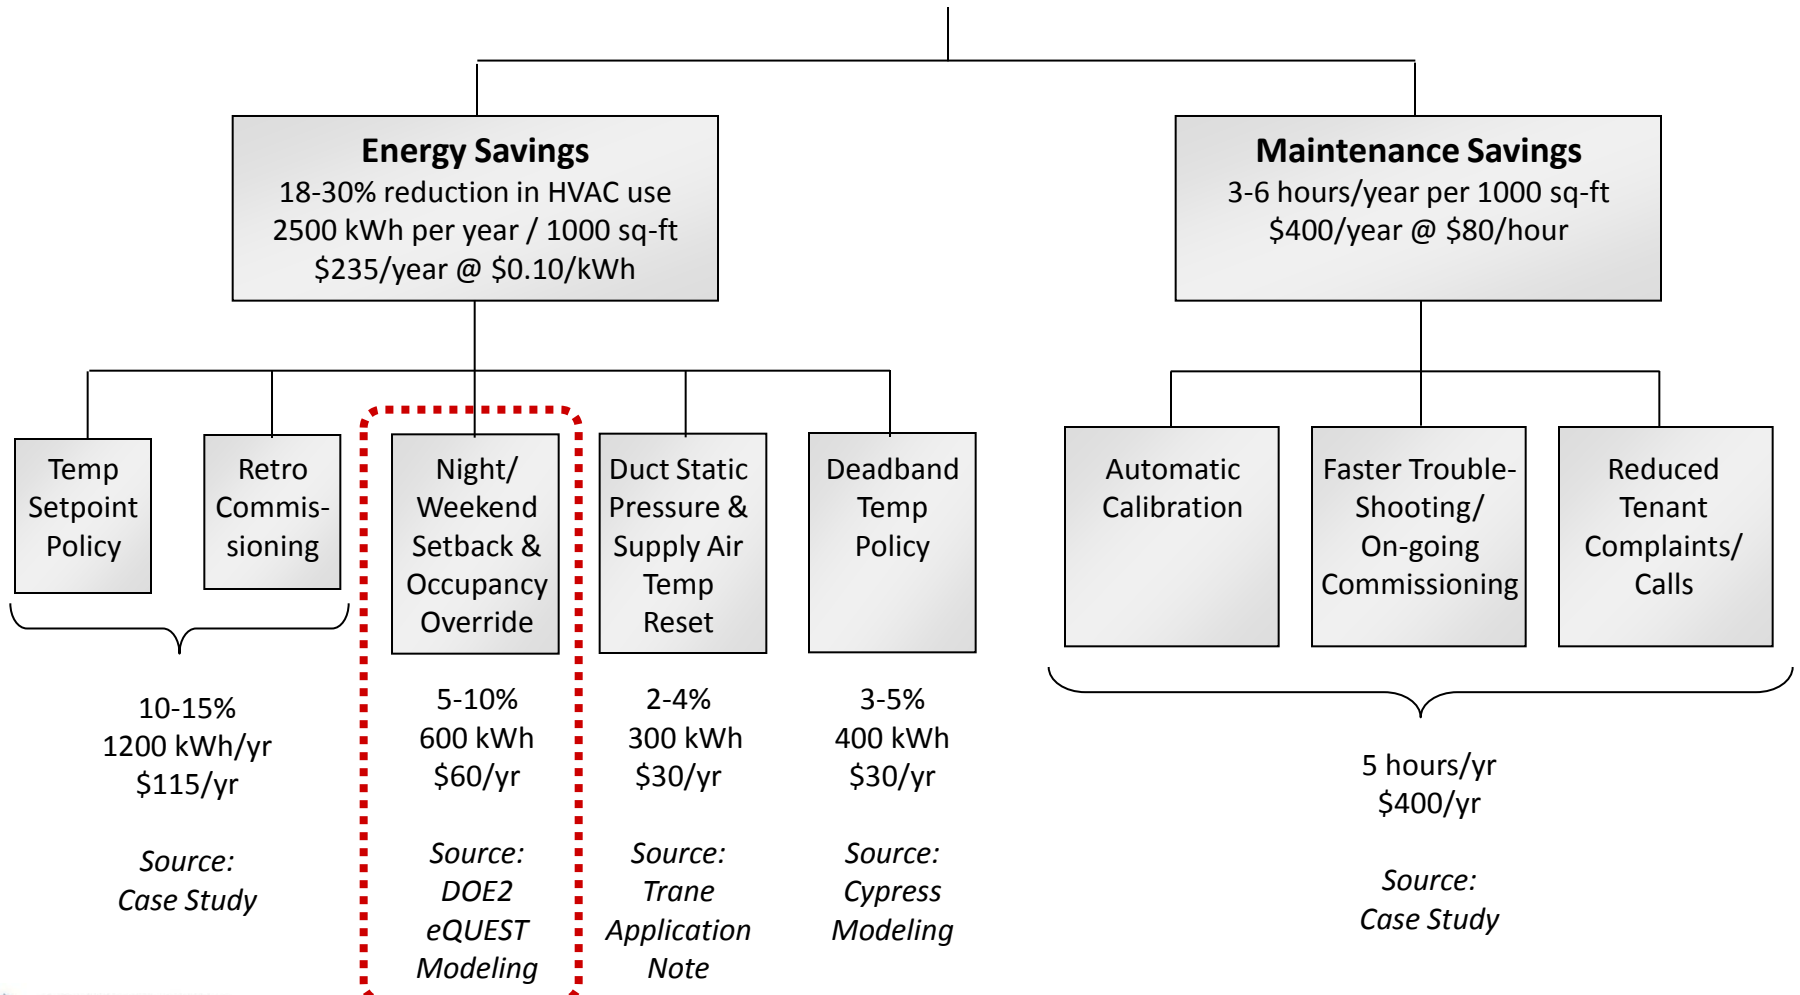 Energy Savings
18-30% reduction in HVAC use
2500 kWh per year / 1000 sq-ft
$235/year @ $0.10/kWh
Maintenance Savings
3-6 hours/year per 1000 sq-ft
$400/year @ $80/hour
Temp
Setpoint
Policy
Retro
Commis-
sioning
Night/
Weekend
Setback &
Occupancy
Override
Duct Static
Pressure &
Supply Air
Temp
Reset
Deadband
Temp
Policy
Automatic
Calibration
Faster Trouble-
Shooting/
On-going
Commissioning
Reduced
Tenant
Complaints/
Calls
10-15%
1200 kWh/yr
$115/yr
Source:
Case Study
5-10%
600 kWh
$60/yr
Source:
DOE2
eQUEST
Modeling
2-4%
300 kWh
$30/yr
Source:
Trane
Application
Note
3-5%
400 kWh
$30/yr
Source:
Cypress
Modeling
5 hours/yr
$400/yr
Source:
Case Study